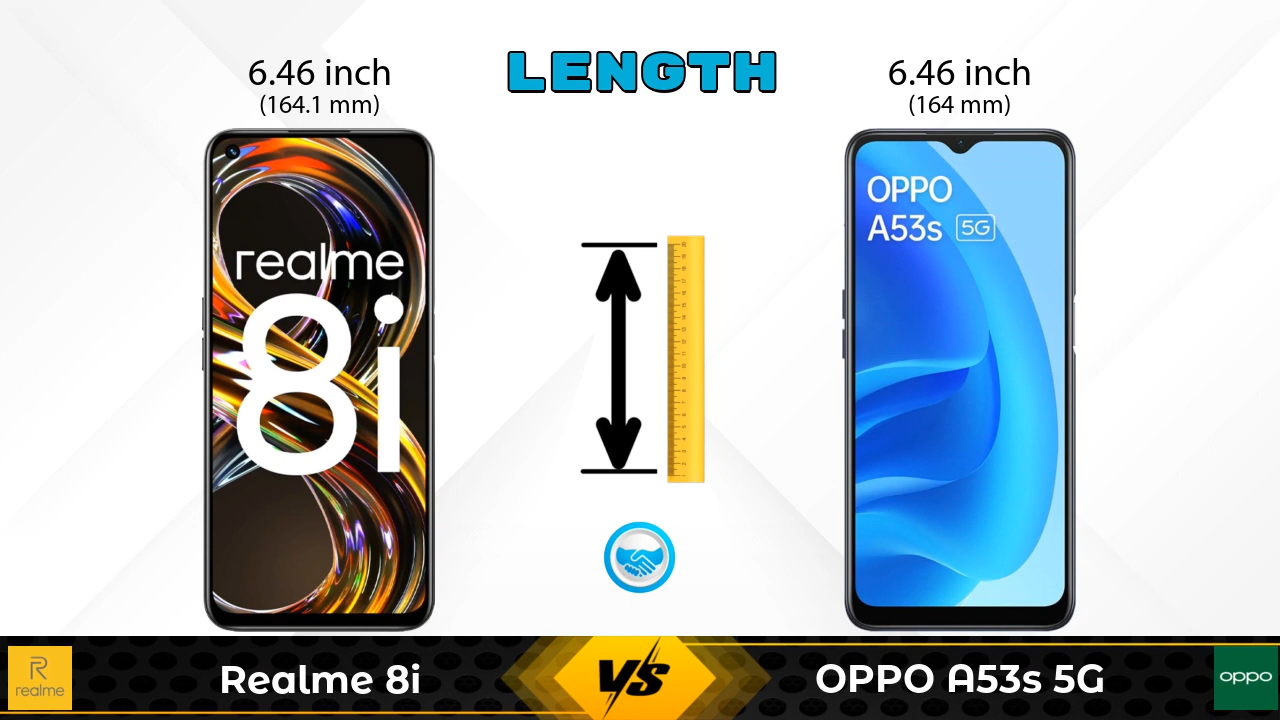 LENGTH
6.46 inch
(164.1 mm)
6.46 inch
(164 mm)
realme
8i
OPPO
A53s 5G
realme
Realme 8i
VS
OPPO A53s 5G
oppo